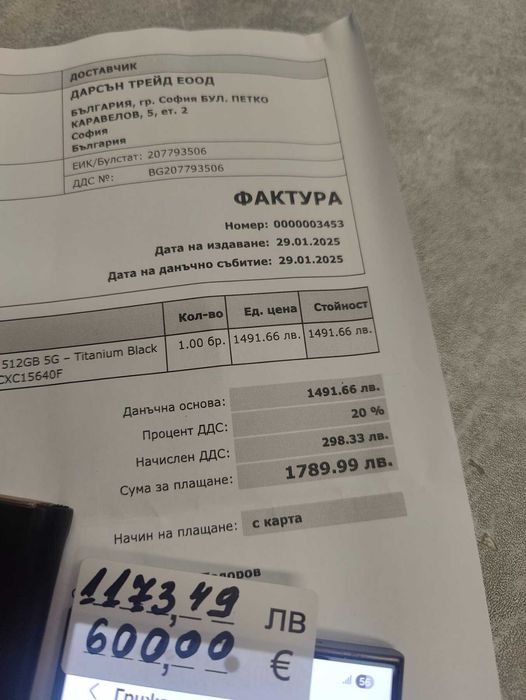 ДОСТАВЧИК
ДАРСЪН ТРЕЙД ЕООД
БЪЛГАРИЯ, гр. София БУЛ. ПЕТКО
КАРАВЕЛОВ, 5, ет. 2
София
България
ЕИК/Булстат: 207793506
ДДС №: BG207793506
ФАКТУРА
Номер: 0000003453
Дата на издаване: 29.01.2025
Дата на данъчно събитие: 29.01.2025
Кол-во Ед. цена Стойност
512GB 5G – Titanium Black 1.00 бр. 1491.66 лв. 1491.66 лв.
CXC15640F
Данъчна основа: 1491.66 лв.
Процент ДДС: 20 %
Начислен ДДС: 298.33 лв.
Сума за плащане: 1789.99 лв.
Начин на плащане: с карта
1173,49 ЛВ
600,00 €
56